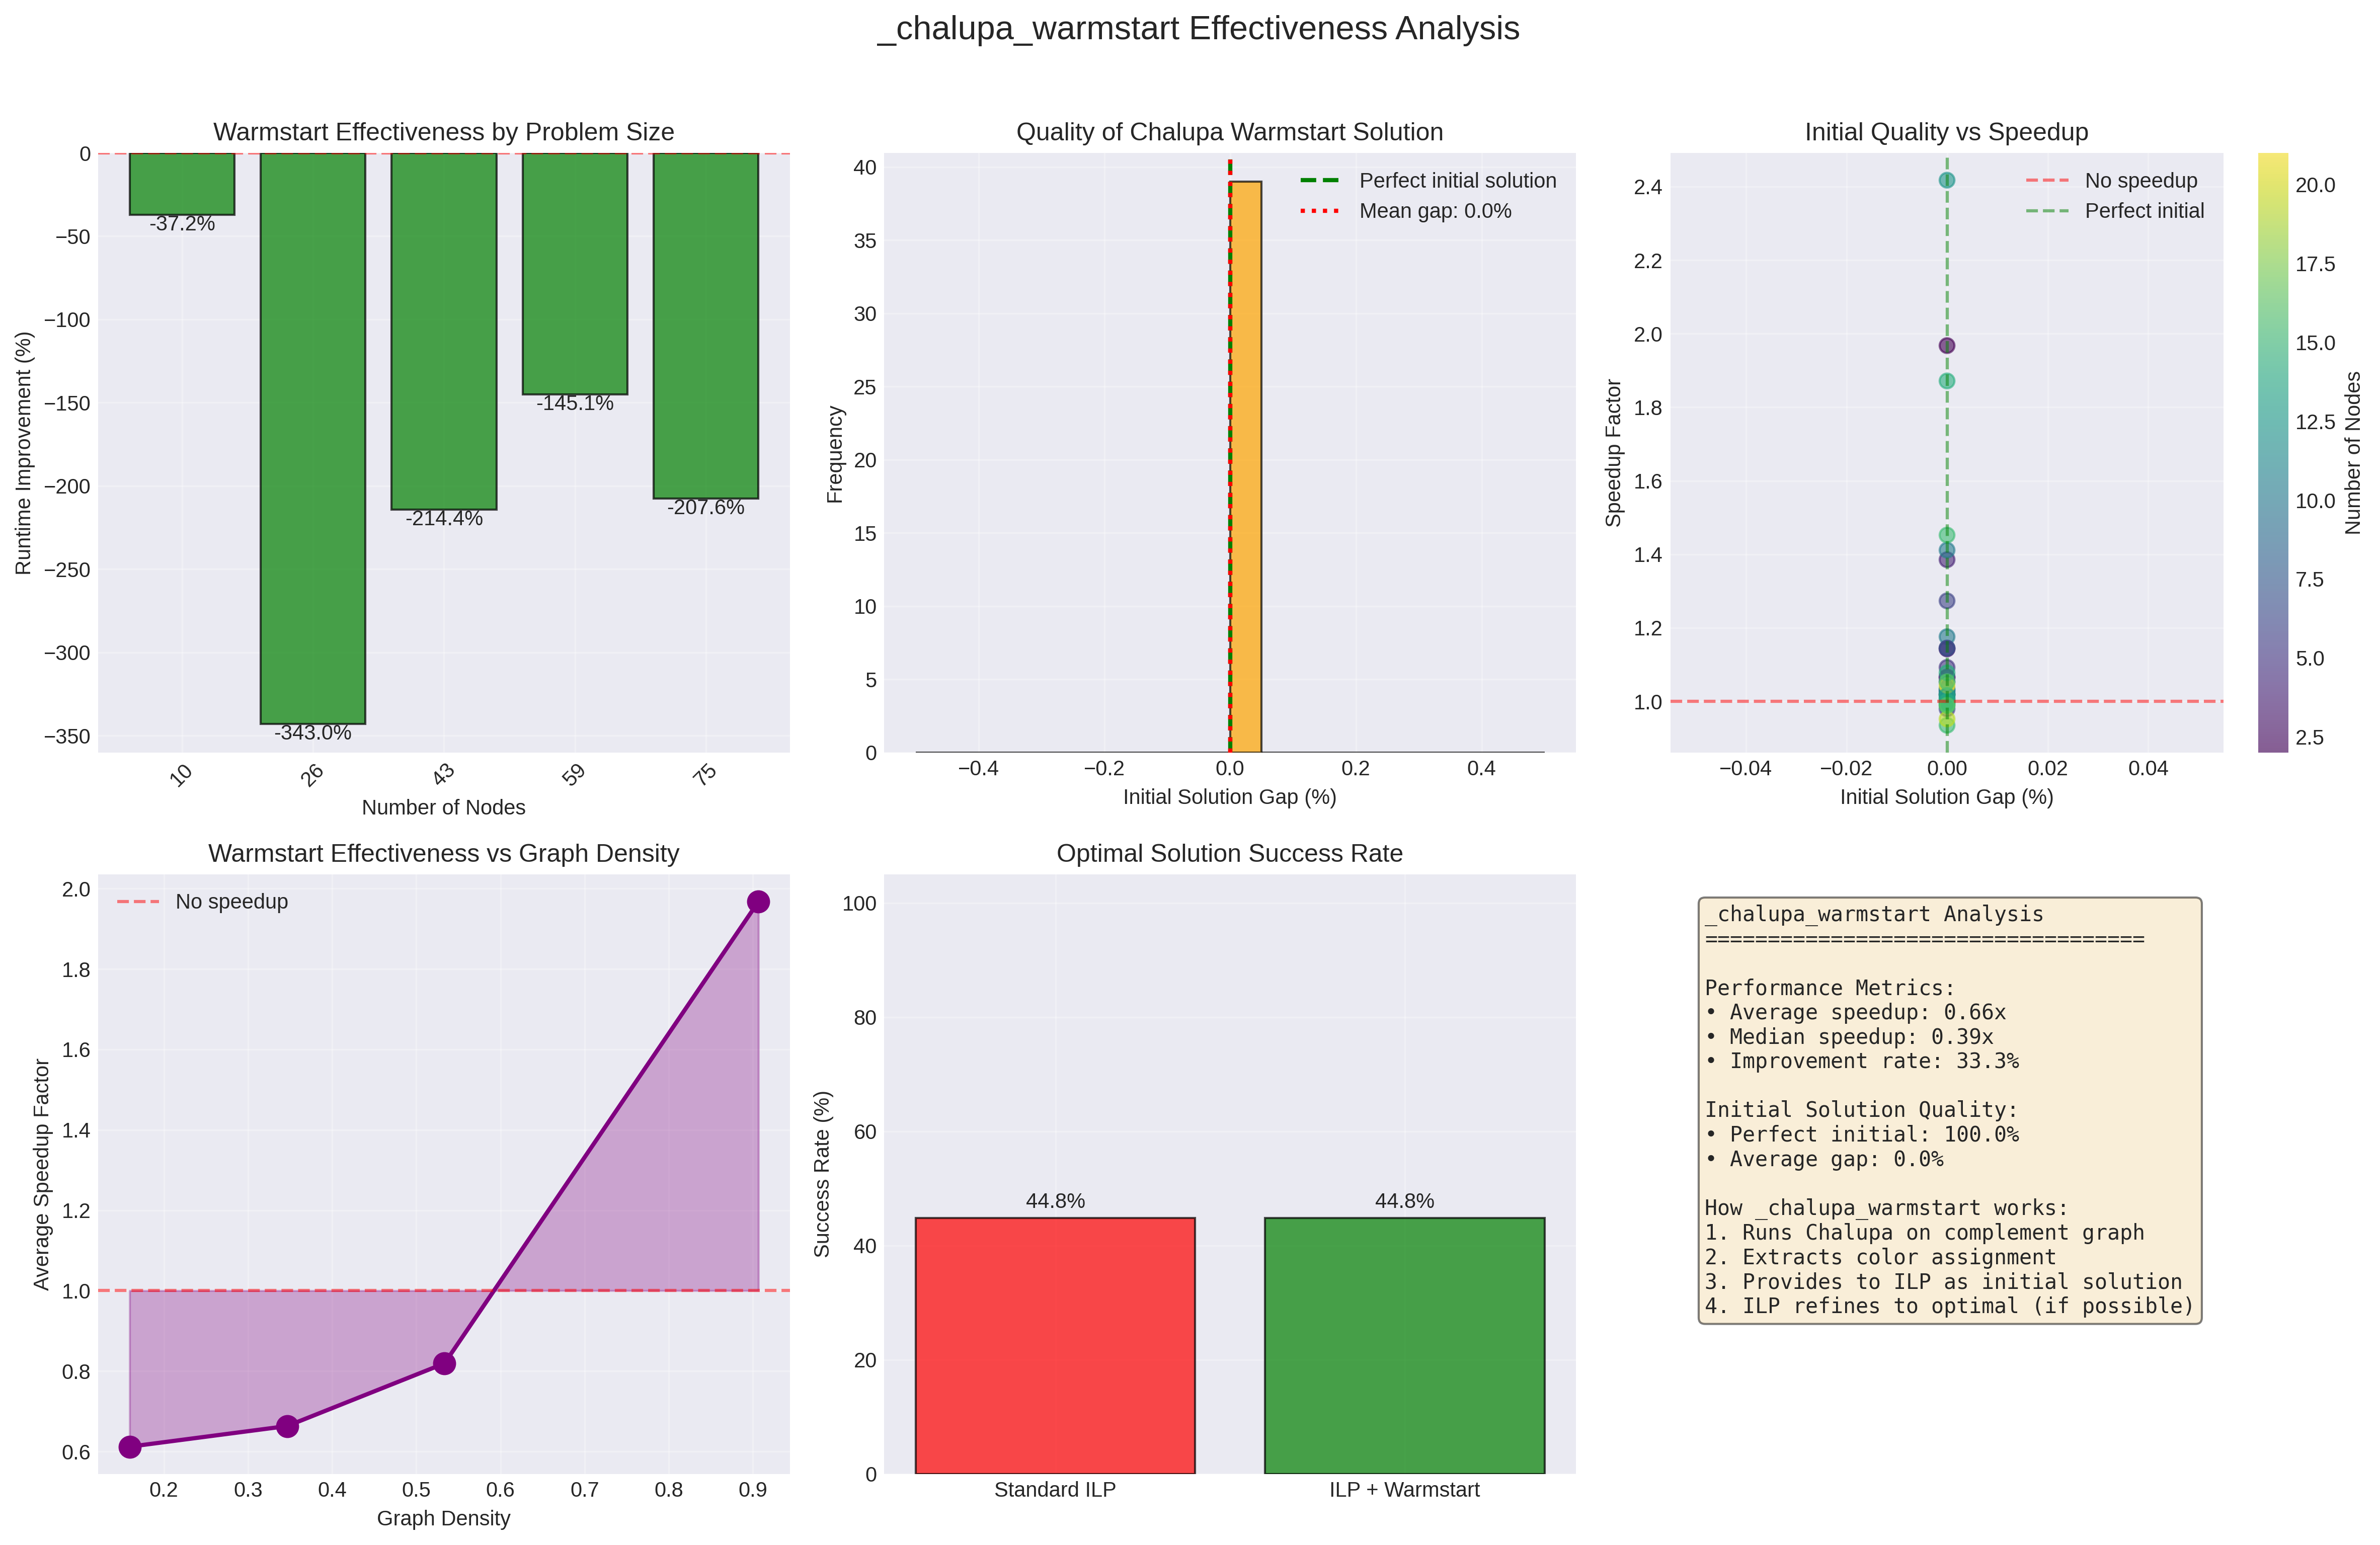 _chalupa_warmstart Effectiveness Analysis
Warmstart Effectiveness by Problem Size
Runtime Improvement (%)
0
−50
−100
−150
−200
−250
−300
−350
-37.2%
-343.0%
-214.4%
-145.1%
-207.6%
10
26
43
59
75
Number of Nodes
Quality of Chalupa Warmstart Solution
Frequency
40
35
30
25
20
15
10
5
0
Perfect initial solution
Mean gap: 0.0%
−0.4
−0.2
0.0
0.2
0.4
Initial Solution Gap (%)
Initial Quality vs Speedup
Speedup Factor
2.4
2.2
2.0
1.8
1.6
1.4
1.2
1.0
No speedup
Perfect initial
−0.04
−0.02
0.00
0.02
0.04
Initial Solution Gap (%)
20.0
17.5
15.0
12.5
10.0
7.5
5.0
2.5
Number of Nodes
Warmstart Effectiveness vs Graph Density
Average Speedup Factor
2.0
1.8
1.6
1.4
1.2
1.0
0.8
0.6
No speedup
0.2
0.3
0.4
0.5
0.6
0.7
0.8
0.9
Graph Density
Optimal Solution Success Rate
Success Rate (%)
100
80
60
40
20
0
44.8%
44.8%
Standard ILP
ILP + Warmstart
_chalupa_warmstart Analysis
===================================
Performance Metrics:
• Average speedup: 0.66x
• Median speedup: 0.39x
• Improvement rate: 33.3%
Initial Solution Quality:
• Perfect initial: 100.0%
• Average gap: 0.0%
How _chalupa_warmstart works:
1. Runs Chalupa on complement graph
2. Extracts color assignment
3. Provides to ILP as initial solution
4. ILP refines to optimal (if possible)